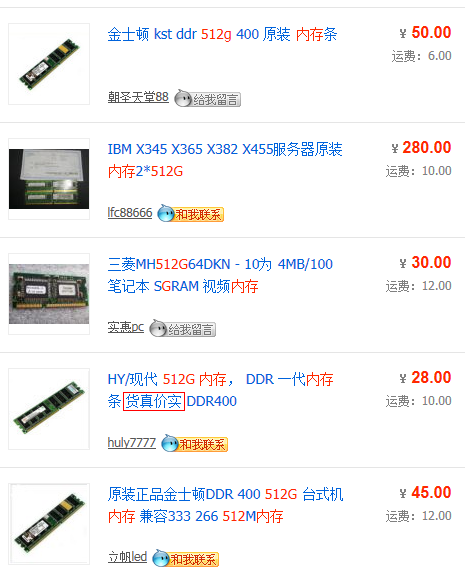 金士顿 kst ddr 512g 400 原装 内存条
¥ 50.00
运费：6.00
朝圣天堂88 给我留言
IBM X345 X365 X382 X455服务器原装
内存2*512G
¥ 280.00
运费：10.00
lfc88666 和我联系
三菱MH512G64DKN - 10为 4MB/100
笔记本 SGRAM 视频内存
¥ 30.00
运费：12.00
实惠pc 给我留言
HY/现代 512G 内存， DDR 一代内存
条 货真价实 DDR400
¥ 28.00
运费：10.00
huly7777 和我联系
原装正品金士顿DDR 400 512G 台式机
内存 兼容333 266 512M内存
¥ 45.00
运费：12.00
立帆led 和我联系